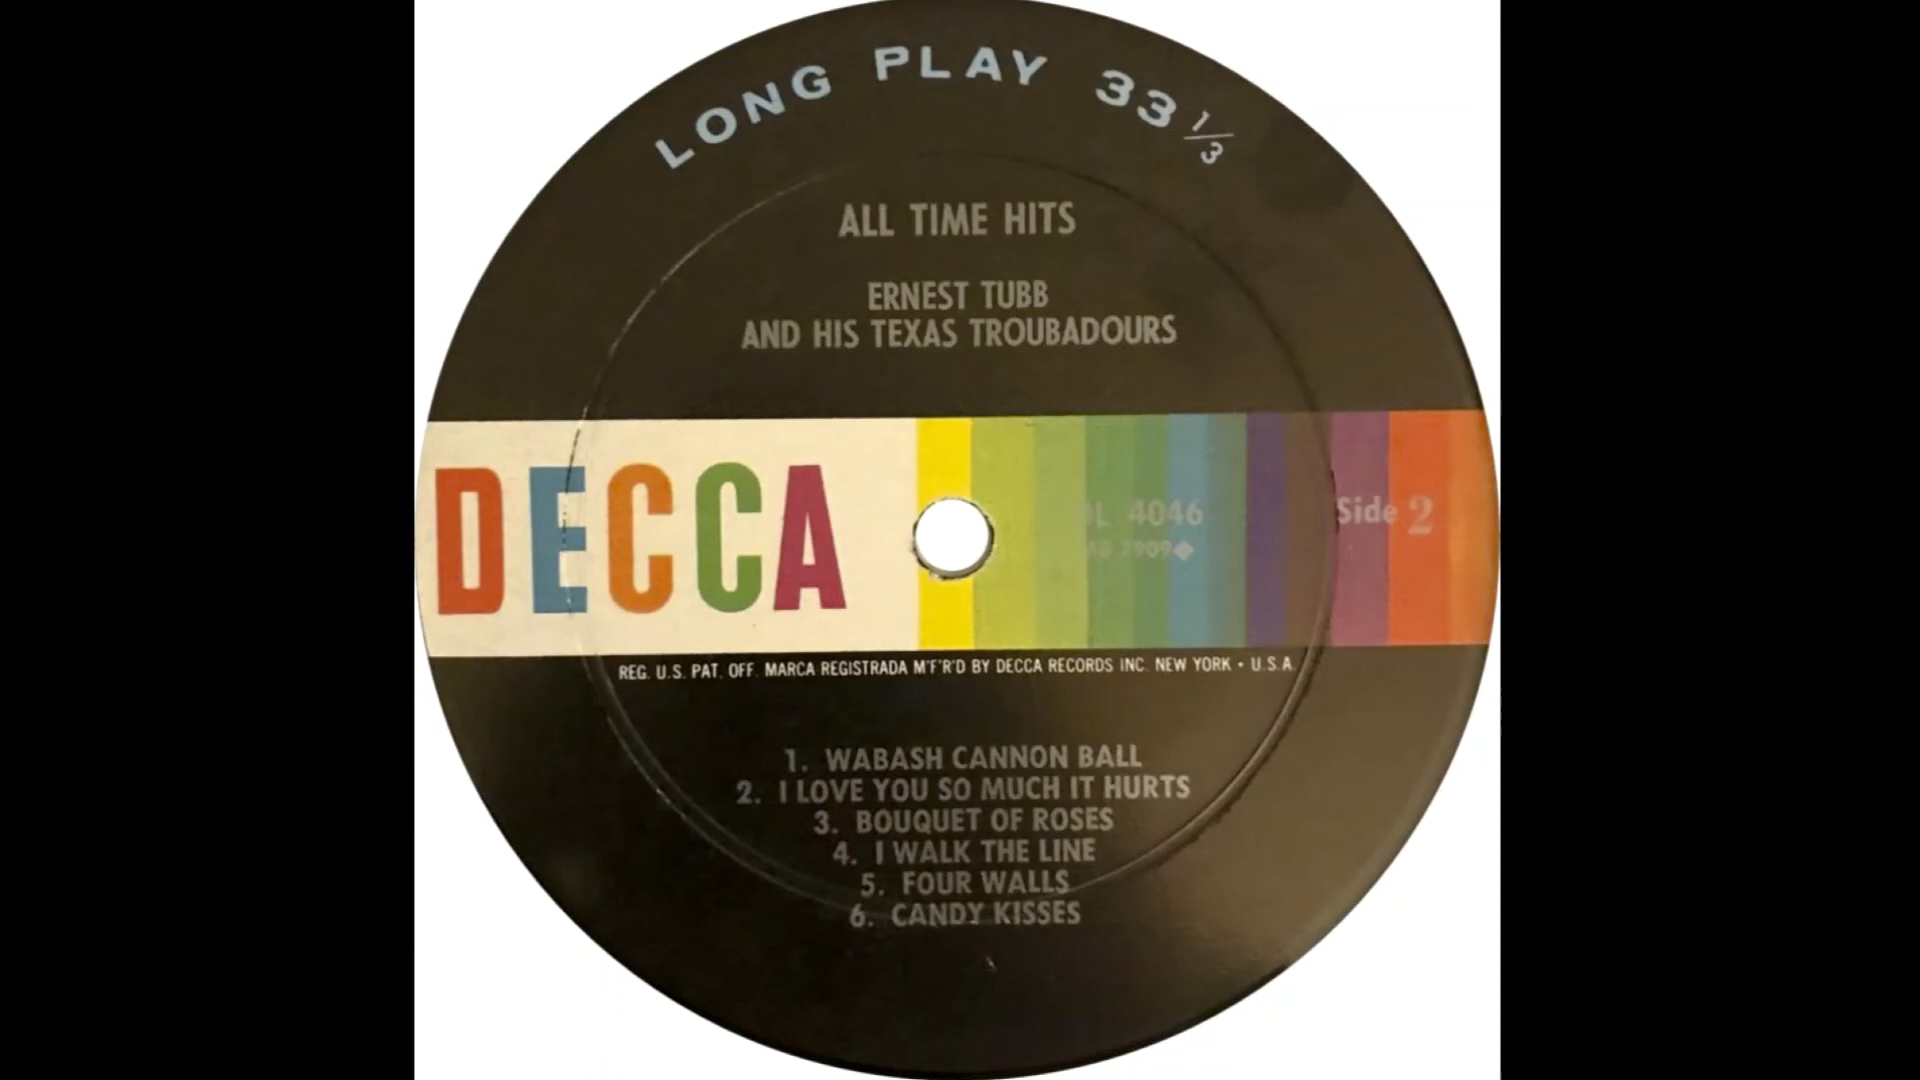 LONG PLAY 33 1/3
ALL TIME HITS
ERNEST TUBB
AND HIS TEXAS TROUBADOURS
DECCA
4046
Side 2
7909◆
REG. U.S. PAT. OFF. MARCA REGISTRADA M'F'R'D BY DECCA RECORDS INC. NEW YORK • U.S.A.
1. WABASH CANNON BALL
2. I LOVE YOU SO MUCH IT HURTS
3. BOUQUET OF ROSES
4. I WALK THE LINE
5. FOUR WALLS
6. CANDY KISSES